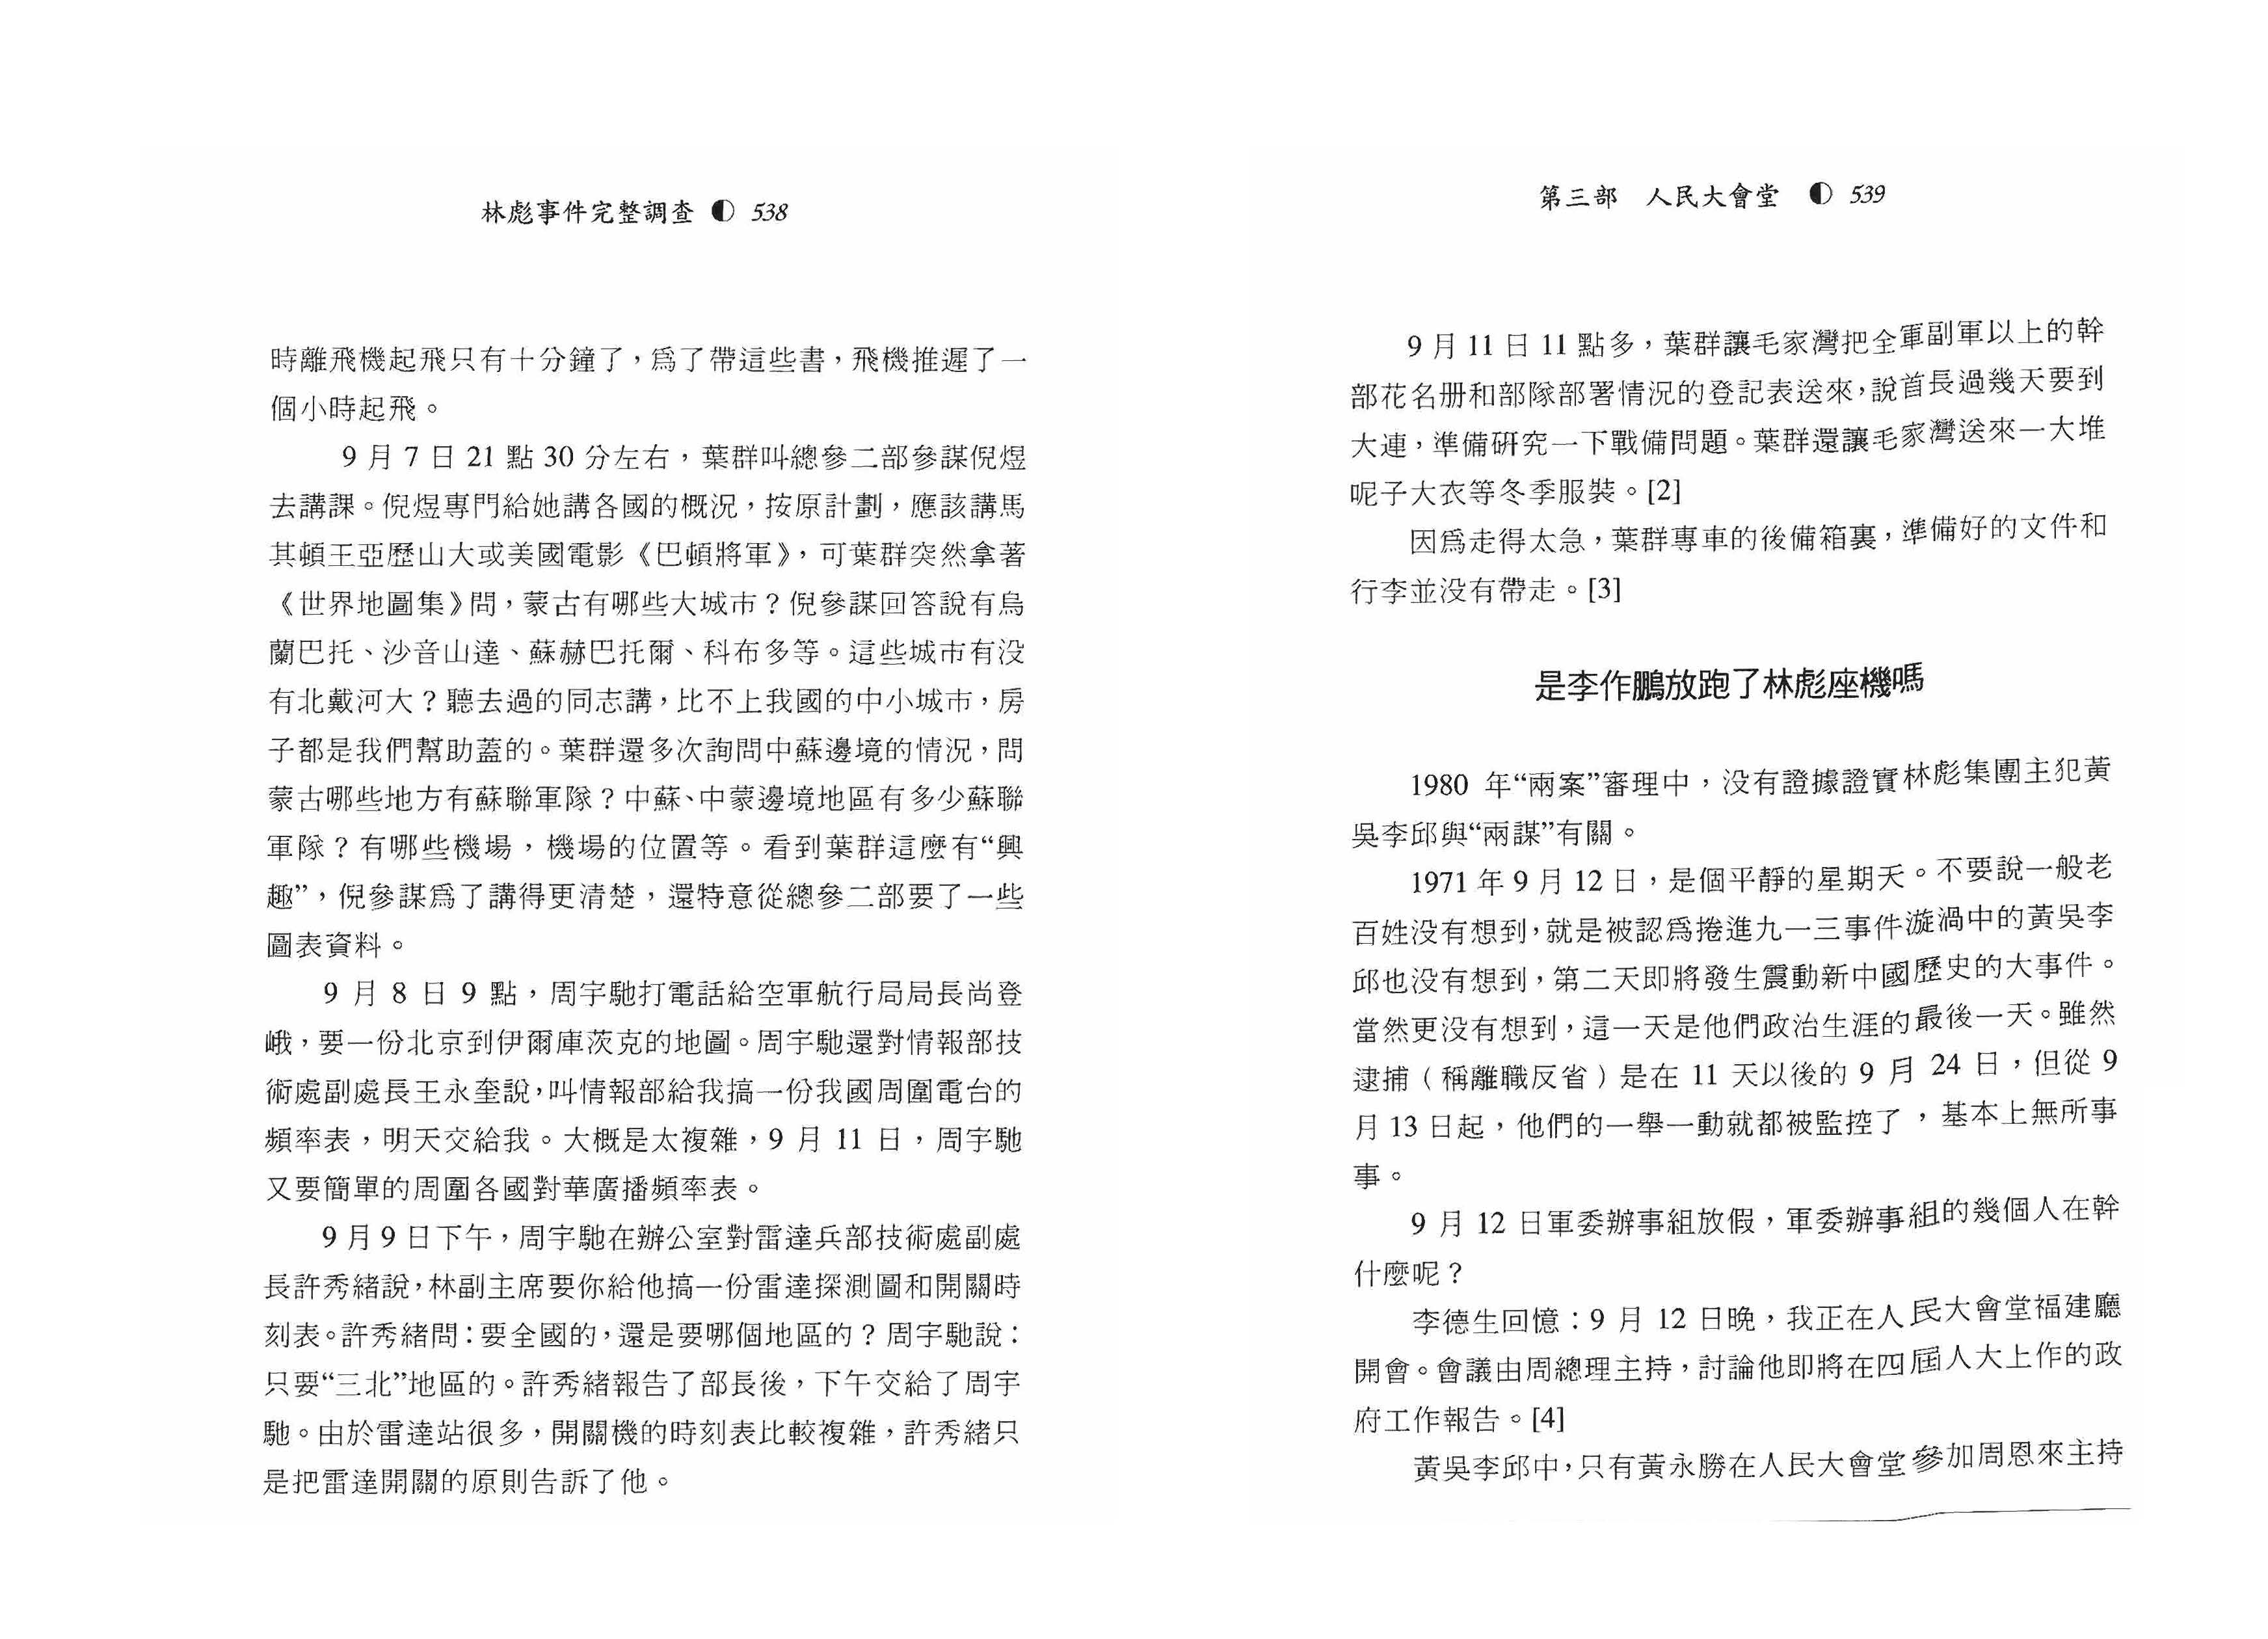 林彪事件完整調查 ◐ 538
時離飛機起飛只有十分鐘了，爲了帶這些書，飛機推遲了一
個小時起飛。
9 月 7 日 21 點 30 分左右，葉群叫總參二部參謀倪煜
去講課。倪煜專門給她講各國的概況，按原計劃，應該講馬
其頓王亞歷山大或美國電影《巴頓將軍》，可葉群突然拿著
《世界地圖集》問，蒙古有哪些大城市？倪參謀回答說有烏
蘭巴托、沙音山達、蘇赫巴托爾、科布多等。這些城市有没
有北戴河大？聽去過的同志講，比不上我國的中小城市，房
子都是我們幫助蓋的。葉群還多次詢問中蘇邊境的情況，問
蒙古哪些地方有蘇聯軍隊？中蘇、中蒙邊境地區有多少蘇聯
軍隊？有哪些機場，機場的位置等。看到葉群這麼有“興
趣”，倪參謀爲了講得更清楚，還特意從總參二部要了一些
圖表資料。
9 月 8 日 9 點，周宇馳打電話給空軍航行局局長尚登
峨，要一份北京到伊爾庫茨克的地圖。周宇馳還對情報部技
術處副處長王永奎說，叫情報部給我搞一份我國周圍電台的
頻率表，明天交給我。大概是太複雜，9 月 11 日，周宇馳
又要簡單的周圍各國對華廣播頻率表。
9 月 9 日下午，周宇馳在辦公室對雷達兵部技術處副處
長許秀緒說，林副主席要你給他搞一份雷達探測圖和開關時
刻表。許秀緒問：要全國的，還是要哪個地區的？周宇馳說：
只要“三北”地區的。許秀緒報告了部長後，下午交給了周宇
馳。由於雷達站很多，開關機的時刻表比較複雜，許秀緒只
是把雷達開關的原則告訴了他。
第三部 人民大會堂 ◐ 539
9 月 11 日 11 點多，葉群讓毛家灣把全軍副軍以上的幹
部花名册和部隊部署情況的登記表送來，說首長過幾天要到
大連，準備研究一下戰備問題。葉群還讓毛家灣送來一大堆
呢子大衣等冬季服裝。[2]
因爲走得太急，葉群專車的後備箱裏，準備好的文件和
行李並没有帶走。[3]
是李作鵬放跑了林彪座機嗎
1980 年“兩案”審理中，没有證據證實林彪集團主犯黃
吳李邱與“兩謀”有關。
1971 年 9 月 12 日，是個平靜的星期天。不要說一般老
百姓没有想到，就是被認爲捲進九一三事件漩渦中的黃吳李
邱也没有想到，第二天即將發生震動新中國歷史的大事件。
當然更没有想到，這一天是他們政治生涯的最後一天。雖然
逮捕（稱離職反省）是在 11 天以後的 9 月 24 日，但從 9
月 13 日起，他們的一舉一動就都被監控了，基本上無所事
事。
9 月 12 日軍委辦事組放假，軍委辦事組的幾個人在幹
什麼呢？
李德生回憶：9 月 12 日晚，我正在人民大會堂福建廳
開會。會議由周總理主持，討論他即將在四屆人大上作的政
府工作報告。[4]
黃吳李邱中，只有黃永勝在人民大會堂參加周恩來主持